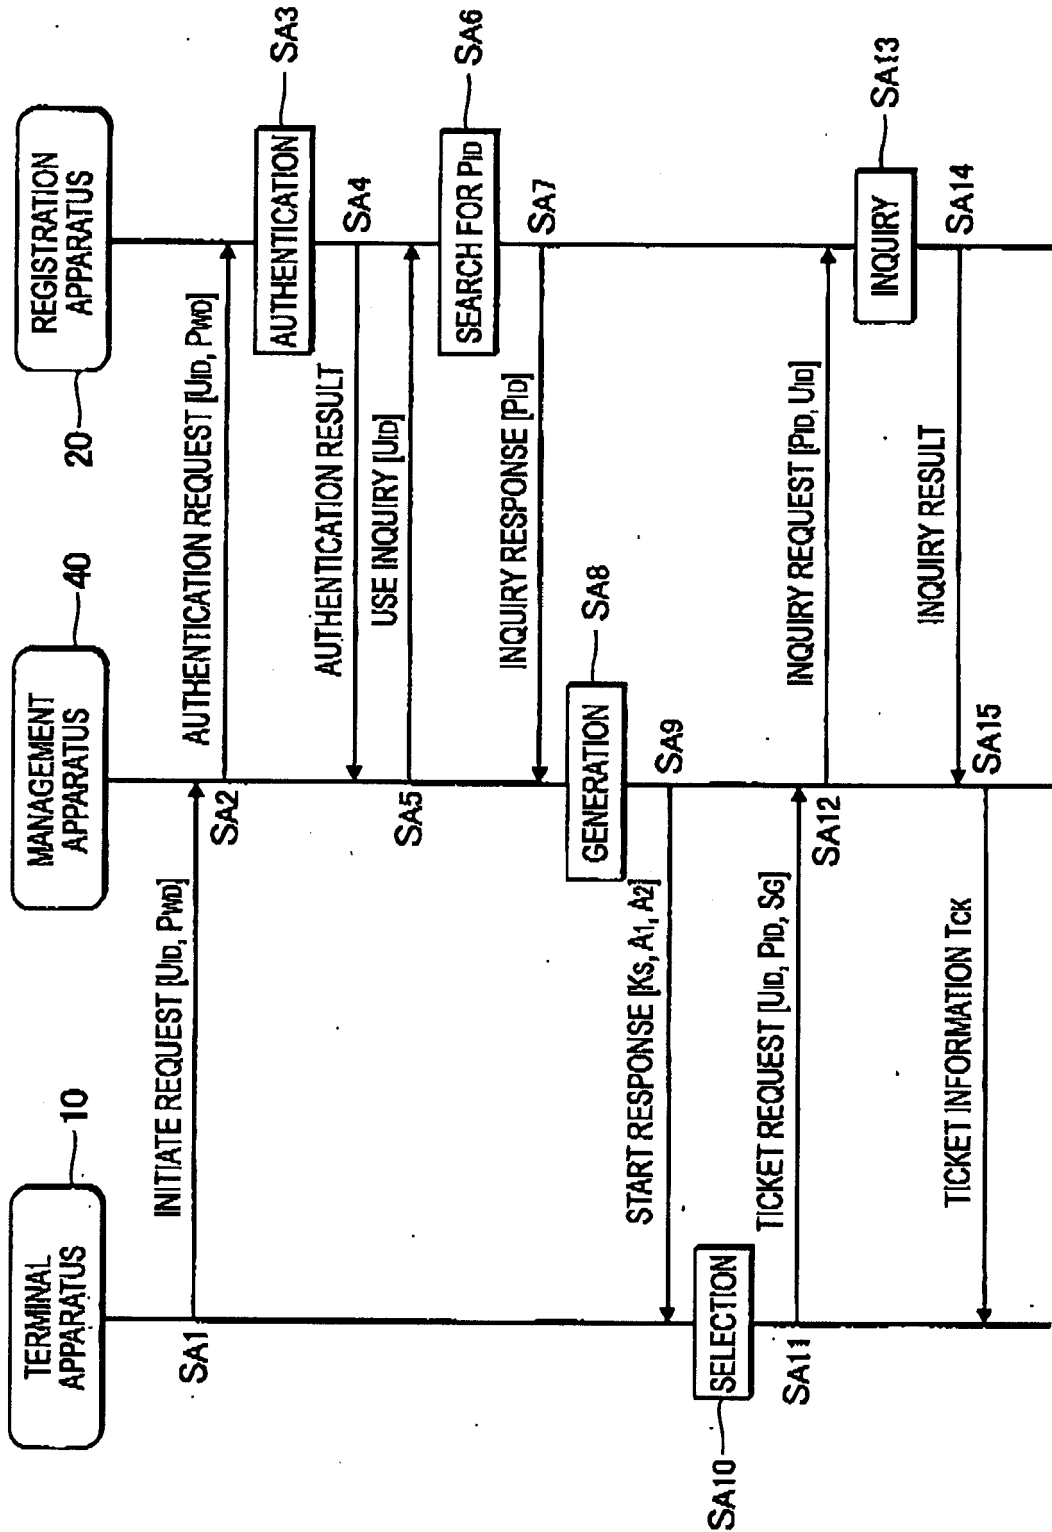 TERMINAL
APPARATUS
10
MANAGEMENT
APPARATUS
40
REGISTRATION
APPARATUS
20
SA1
INITIATE REQUEST [UID, PWD]
SA2
AUTHENTICATION REQUEST [UID, PWD]
AUTHENTICATION
SA3
SA4
AUTHENTICATION RESULT
SA5
USE INQUIRY [UID]
SEARCH FOR PID
SA6
SA7
INQUIRY RESPONSE [PID]
GENERATION
SA8
SA9
START RESPONSE [KS, A1, A2]
SELECTION
SA10
SA11
TICKET REQUEST [UID, PID, SG]
SA12
INQUIRY REQUEST [PID, UID]
INQUIRY
SA13
SA14
INQUIRY RESULT
SA15
TICKET INFORMATION TCK